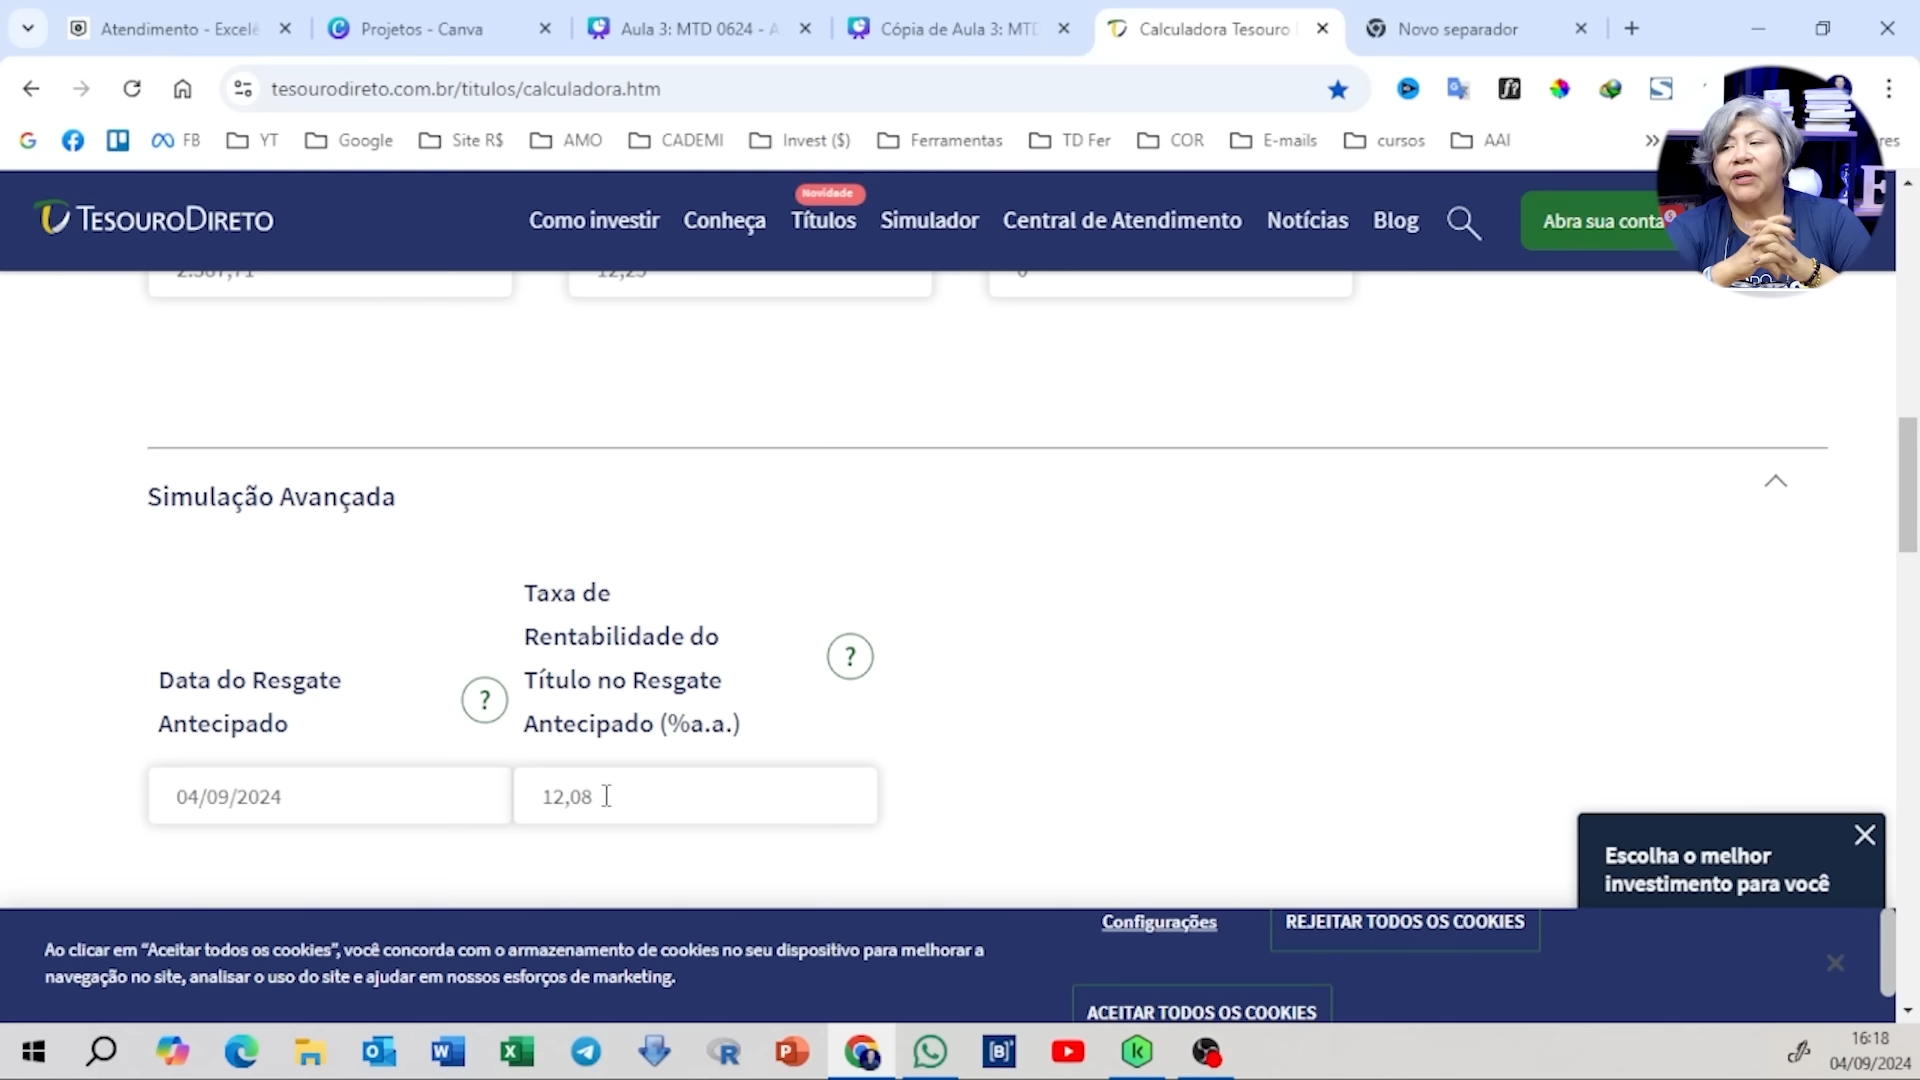 Atendimento - Excelê
Projetos - Canva
Aula 3: MTD 0624 - A
Cópia de Aula 3: MTD
Calculadora Tesouro
Novo separador
tesourodireto.com.br/titulos/calculadora.htm
FB
YT
Google
Site R$
AMO
CADEMI
Invest ($)
Ferramentas
TD Fer
COR
E-mails
cursos
AAI
TESOURODIRETO
Como investir
Conheça
Novidade
Títulos
Simulador
Central de Atendimento
Notícias
Blog
Abra sua conta
2.567,71
12,25
0
Simulação Avançada
Data do Resgate
Antecipado
?
Taxa de
Rentabilidade do
Título no Resgate
Antecipado (%a.a.)
?
04/09/2024
12,08
Escolha o melhor
investimento para você
Ao clicar em “Aceitar todos os cookies”, você concorda com o armazenamento de cookies no seu dispositivo para melhorar a
navegação no site, analisar o uso do site e ajudar em nossos esforços de marketing.
Configurações
REJEITAR TODOS OS COOKIES
ACEITAR TODOS OS COOKIES
16:18
04/09/2024